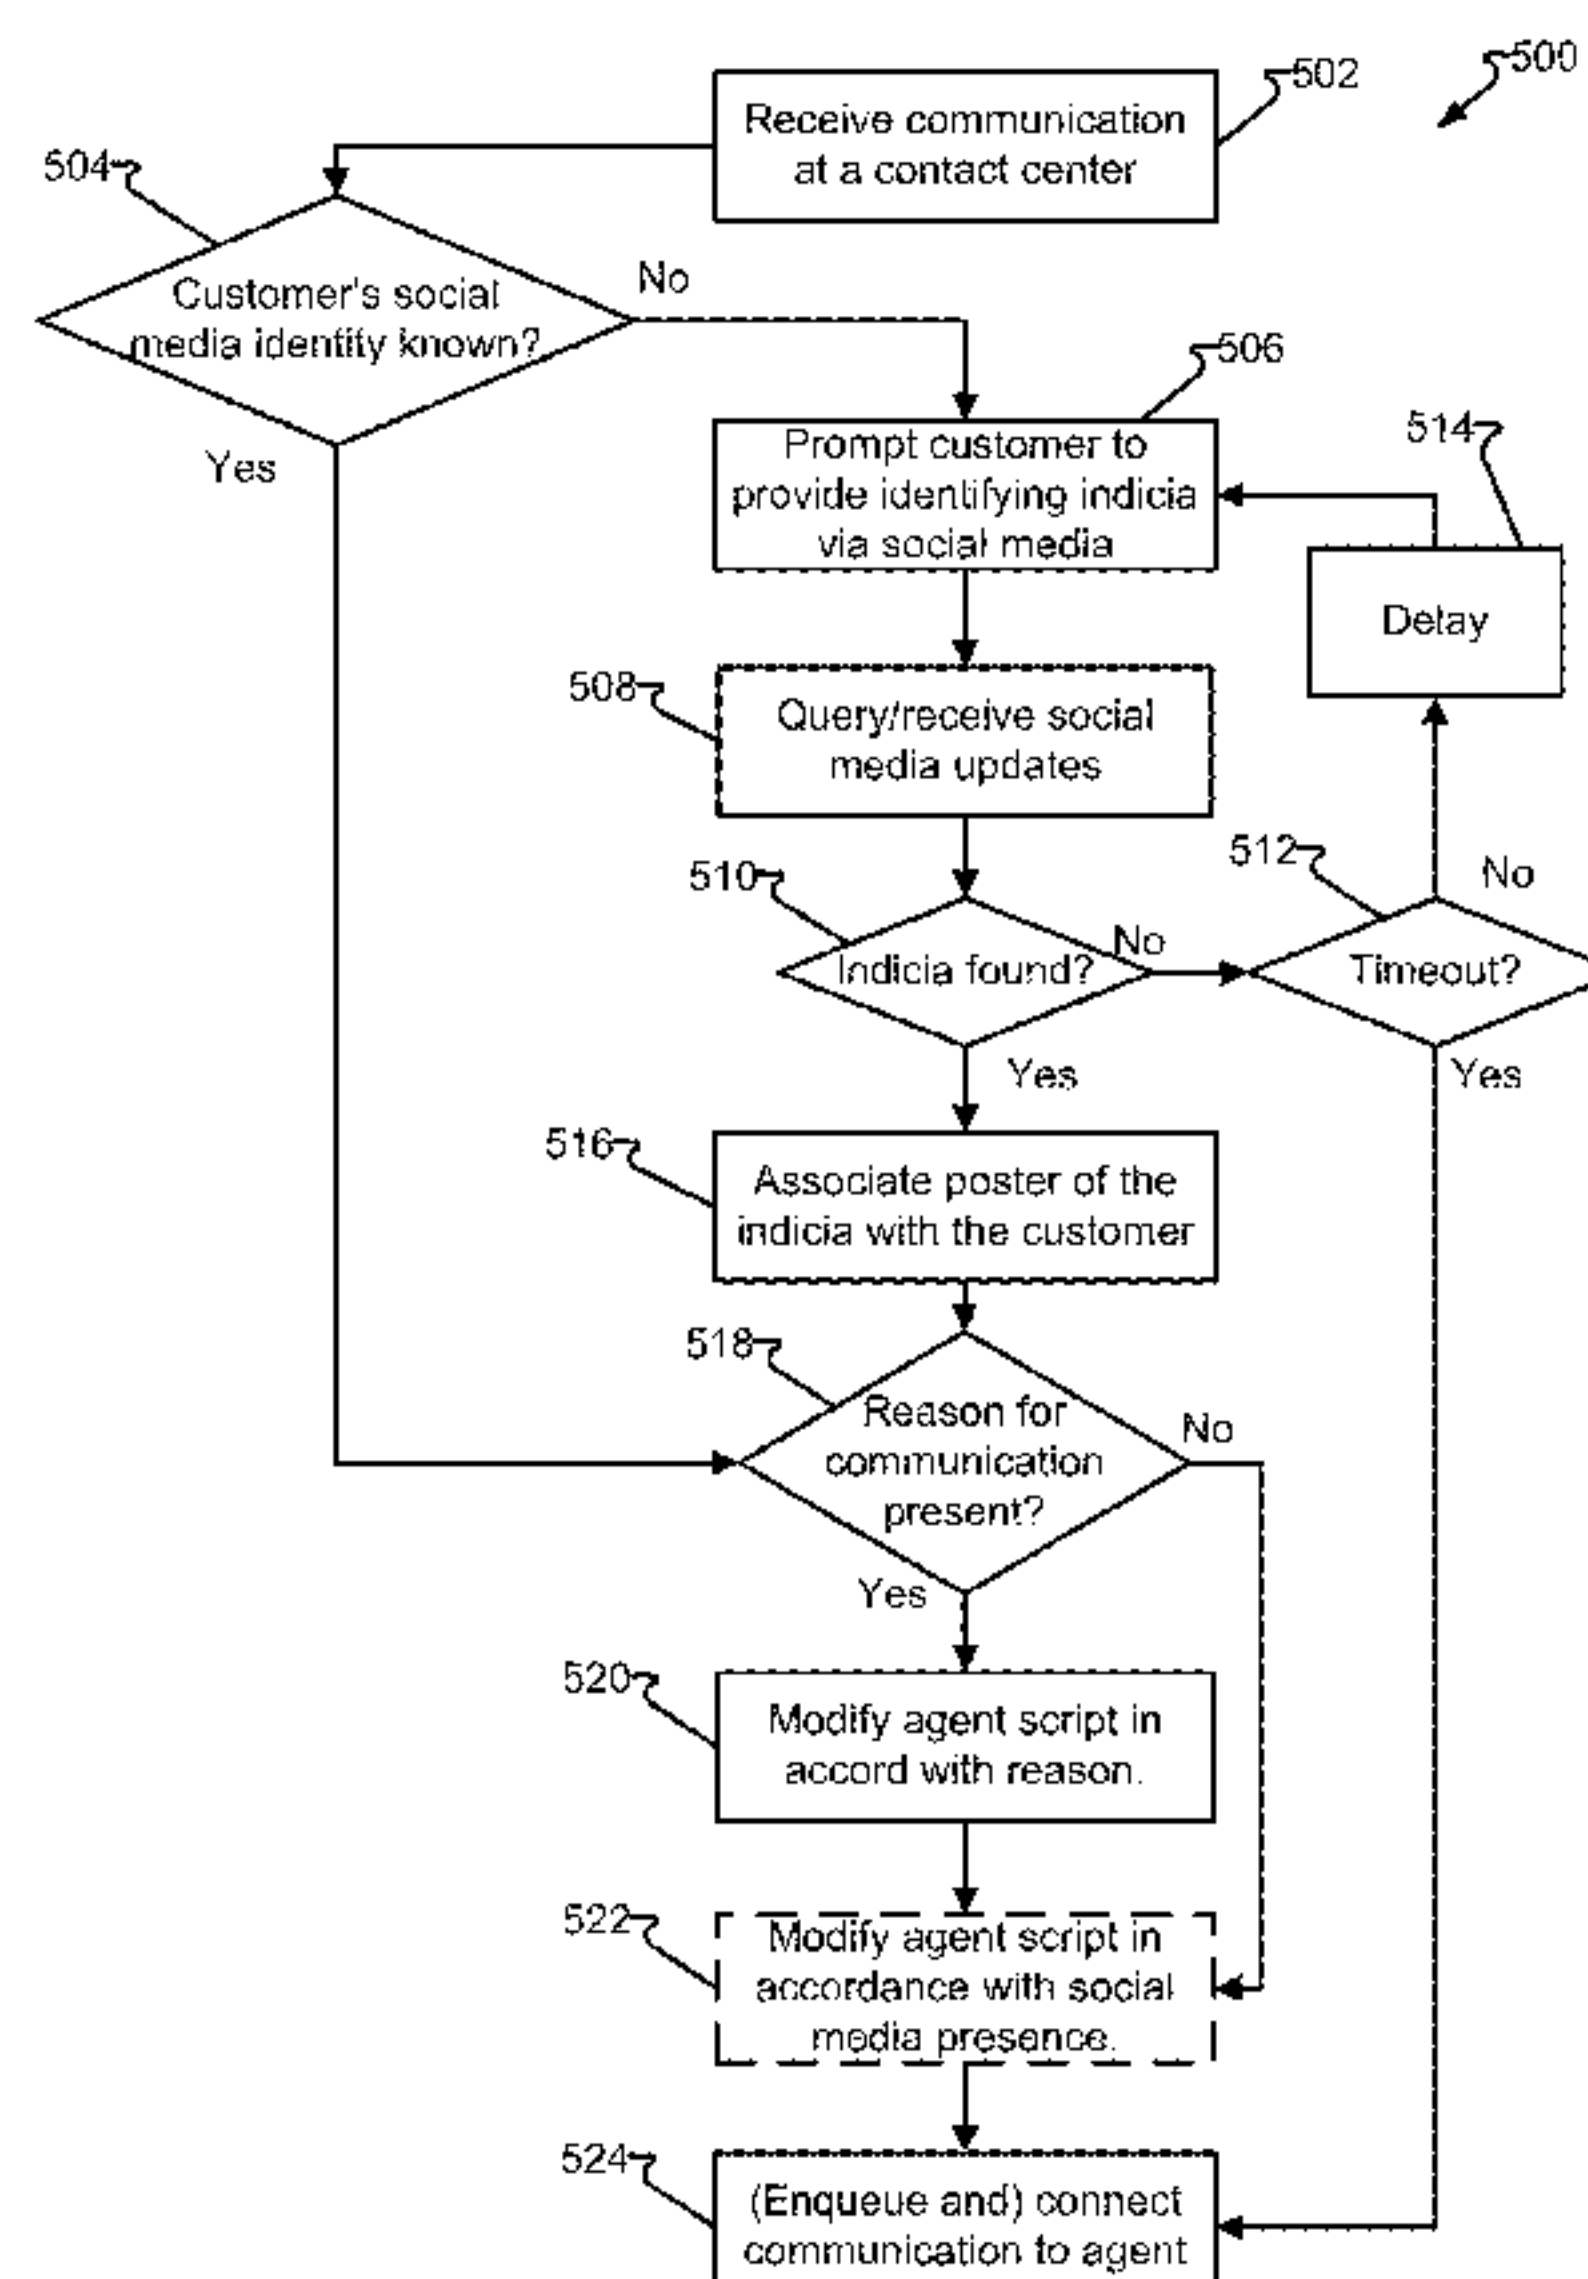 500
502
Receive communication
at a contact center
504
Customer's social
media identity known?
No
Yes
506
Prompt customer to
provide identifying indicia
via social media
514
Delay
508
Query/receive social
media updates
510
Indicia found?
No
512
Timeout?
No
Yes
Yes
516
Associate poster of the
indicia with the customer
518
Reason for
communication
present?
No
Yes
520
Modify agent script in
accord with reason.
522
Modify agent script in
accordance with social
media presence.
524
(Enqueue and) connect
communication to agent